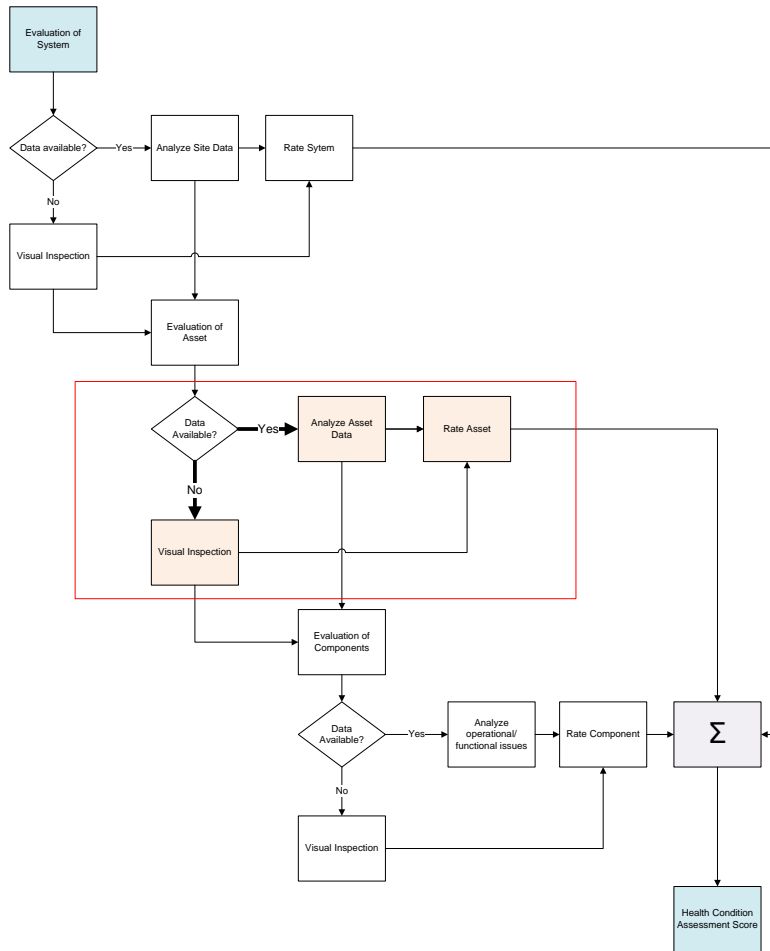 Evaluation of
System
Data available?
Yes
Analyze Site Data
Rate Sytem
No
Visual Inspection
Evaluation of
Asset
Data
Available?
Yes
Analyze Asset
Data
Rate Asset
No
Visual Inspection
Evaluation of
Components
Data
Available?
Yes
Analyze
operational/
functional issues
Rate Component
Σ
No
Visual Inspection
Health Condition
Assessment Score